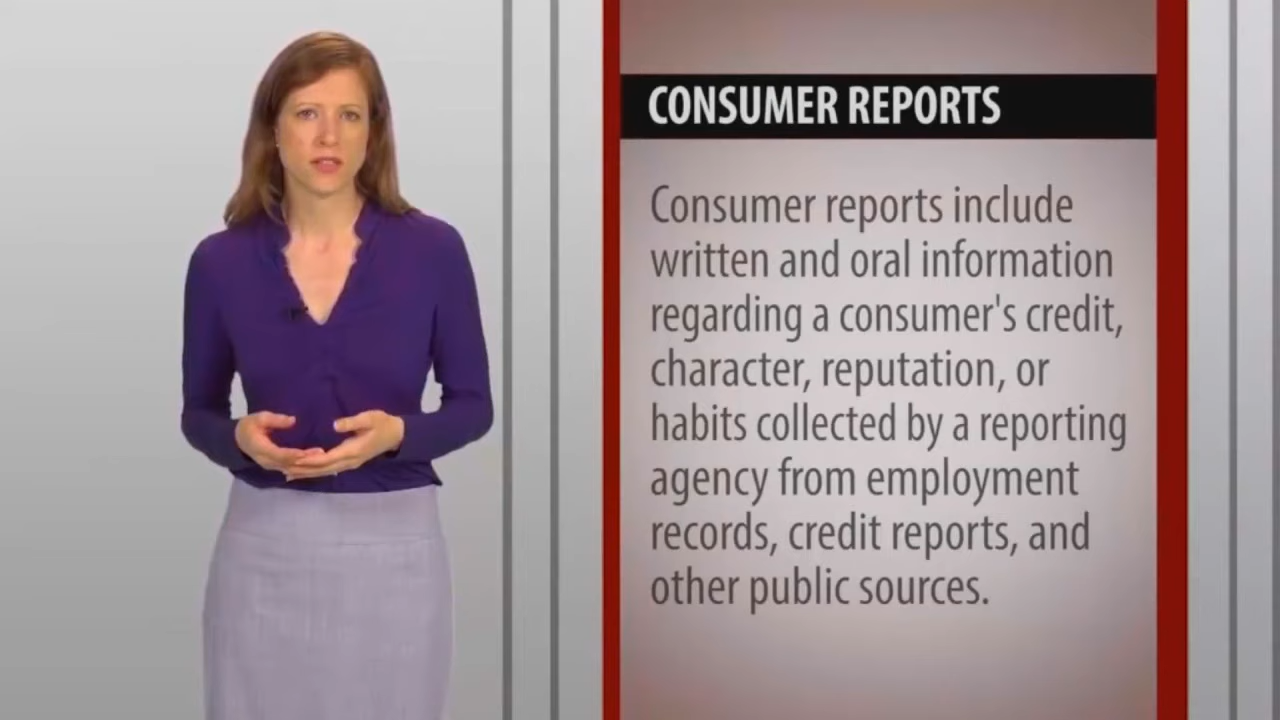 CONSUMER REPORTS
Consumer reports include
written and oral information
regarding a consumer's credit,
character, reputation, or
habits collected by a reporting
agency from employment
records, credit reports, and
other public sources.